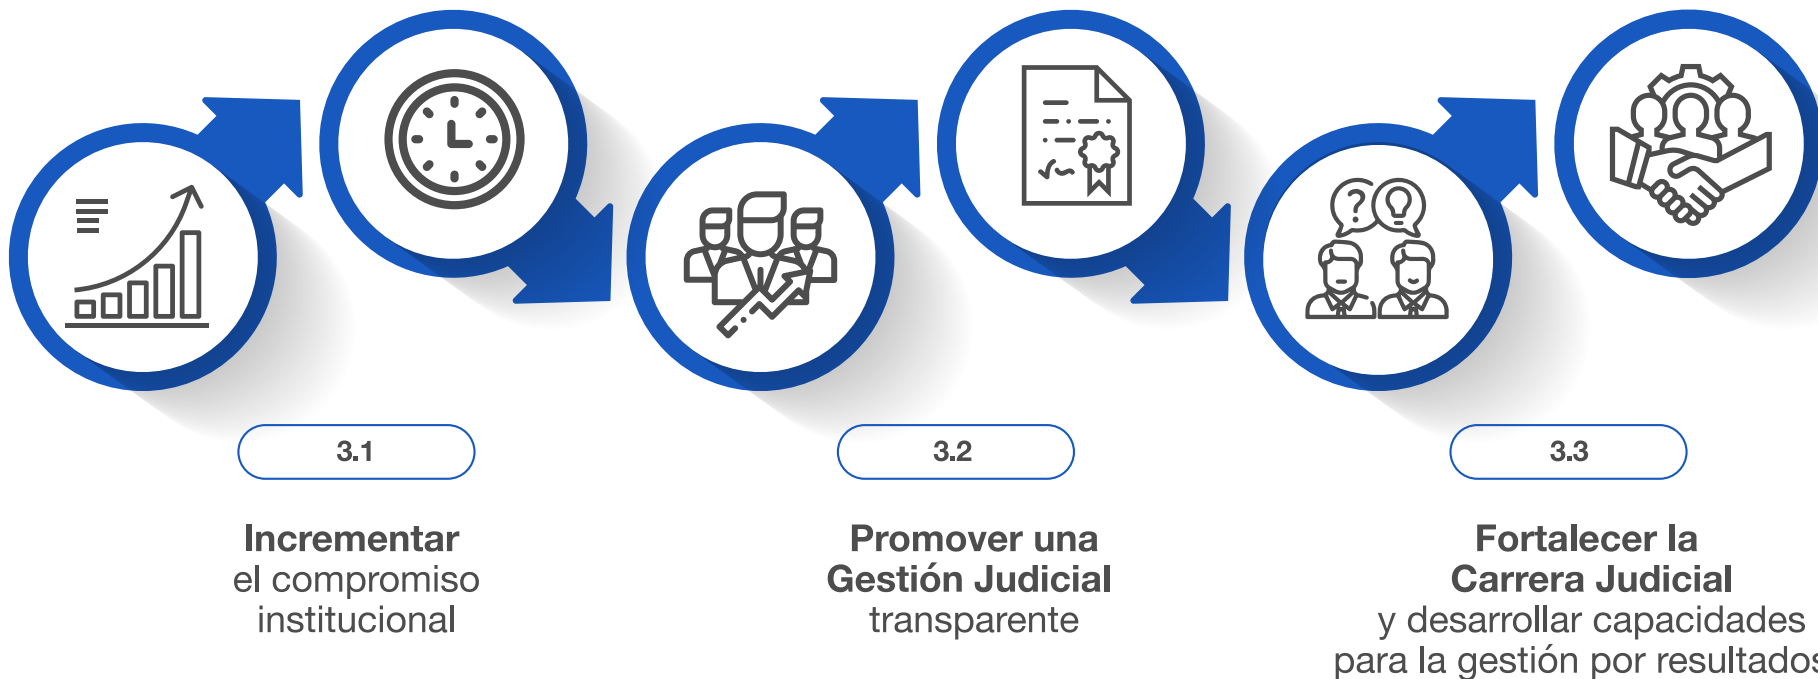 3.1
Incrementar
el compromiso
institucional
3.2
Promover una
Gestión Judicial
transparente
3.3
Fortalecer la
Carrera Judicial
y desarrollar capacidades
para la gestión por resultados